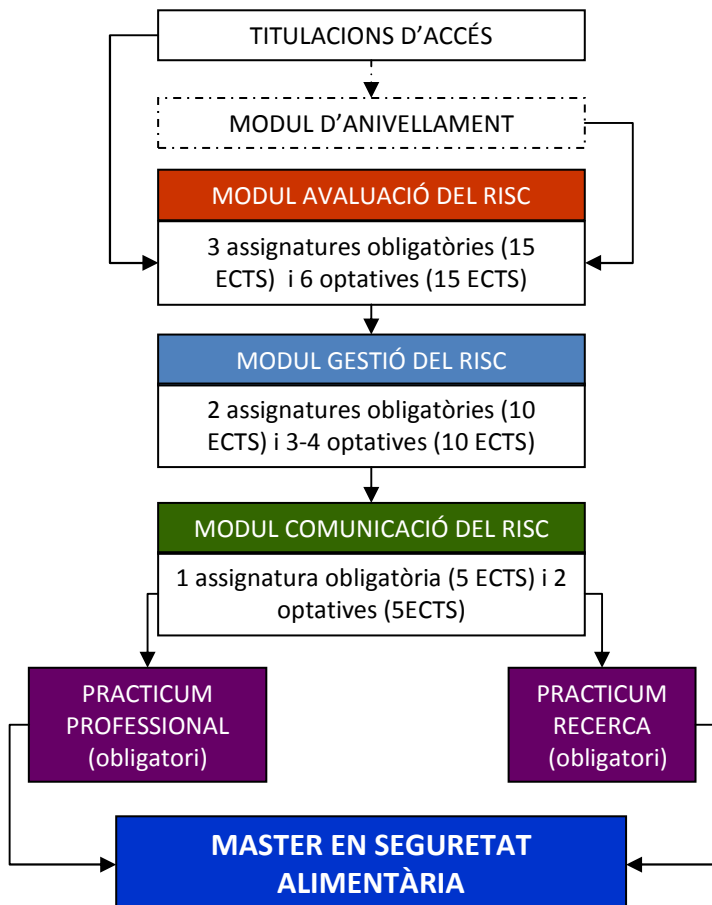 TITULACIONS D'ACCÉS
MODUL D'ANIVELLAMENT
MODUL AVALUACIÓ DEL RISC
3 assignatures obligatòries (15
ECTS) i 6 optatives (15 ECTS)
MODUL GESTIÓ DEL RISC
2 assignatures obligatòries (10
ECTS) i 3-4 optatives (10 ECTS)
MODUL COMUNICACIÓ DEL RISC
1 assignatura obligatòria (5 ECTS) i 2
optatives (5ECTS)
PRACTICUM
PROFESSIONAL
(obligatori)
PRACTICUM
RECERCA
(obligatori)
MASTER EN SEGURETAT
ALIMENTÀRIA